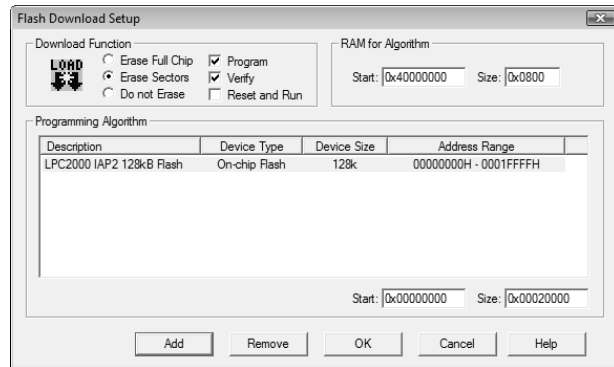 Flash Download Setup
Download Function
LOAD
Erase Full Chip
Erase Sectors
Do not Erase
Program
Verify
Reset and Run
RAM for Algorithm
Start: 0x40000000 Size: 0x0800
Programming Algorithm
Description Device Type Device Size Address Range
LPC2000 IAP2 128kB Flash On-chip Flash 128k 00000000H - 0001FFFFH
Start: 0x00000000 Size: 0x00020000
Add Remove OK Cancel Help